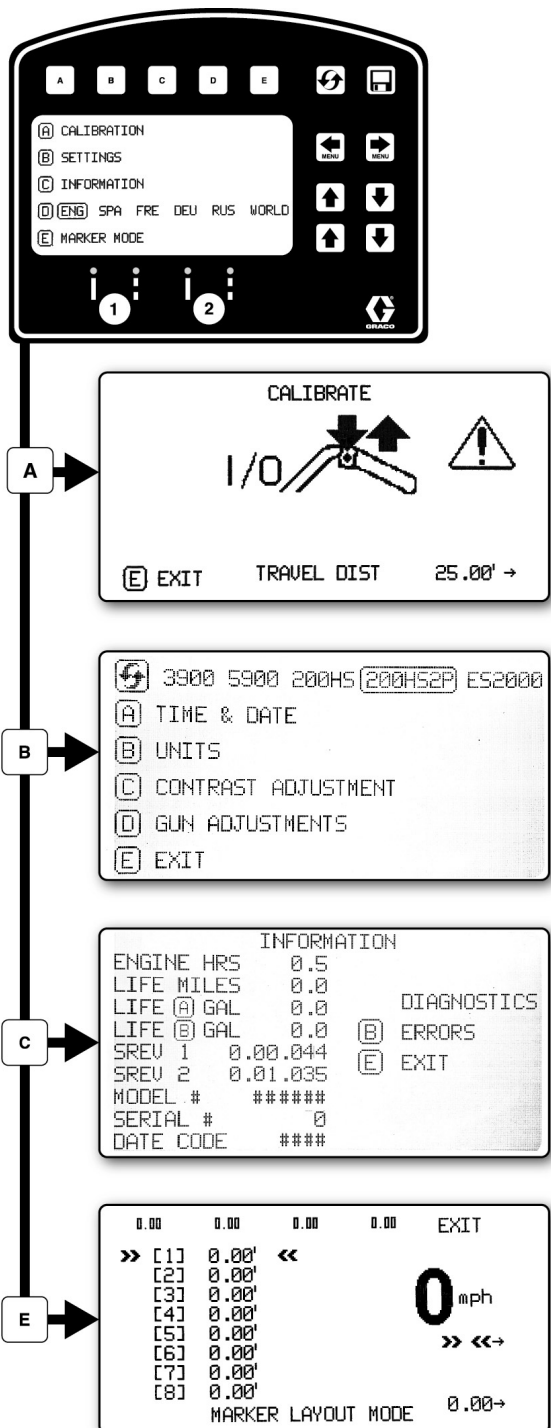 A B C D E
A CALIBRATION
B SETTINGS
MENU MENU
C INFORMATION
D ENG SPA FRE DEU RUS WORLD
E MARKER MODE
1 2
GRACO
A
CALIBRATE
I/O
E EXIT TRAVEL DIST 25.00' →
B
3900 5900 200HS 200HS2P ES2000
A TIME & DATE
B UNITS
C CONTRAST ADJUSTMENT
D GUN ADJUSTMENTS
E EXIT
C
INFORMATION
ENGINE HRS 0.5
LIFE MILES 0.0
LIFE A GAL 0.0 DIAGNOSTICS
LIFE B GAL 0.0 B ERRORS
SREV 1 0.00.044 E EXIT
SREV 2 0.01.035
MODEL # ######
SERIAL # 0
DATE CODE ####
E
0.00 0.00 0.00 0.00 EXIT
>> [1] 0.00' <<
[2] 0.00'
[3] 0.00' 0 mph
[4] 0.00'
[5] 0.00' >> <<→
[6] 0.00'
[7] 0.00'
[8] 0.00'
MARKER LAYOUT MODE 0.00→